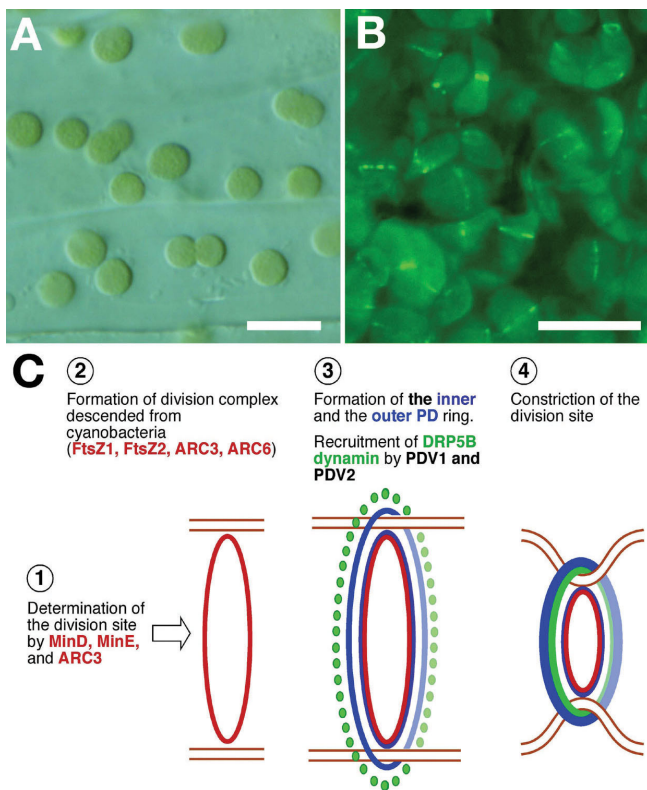 A
B
C
②
Formation of division complex
descended from
cyanobacteria
(FtsZ1, FtsZ2, ARC3, ARC6)
③
Formation of the inner
and the outer PD ring.
Recruitment of DRP5B
dynamin by PDV1 and
PDV2
④
Constriction of the
division site
①
Determination of
the division site
by MinD, MinE,
and ARC3